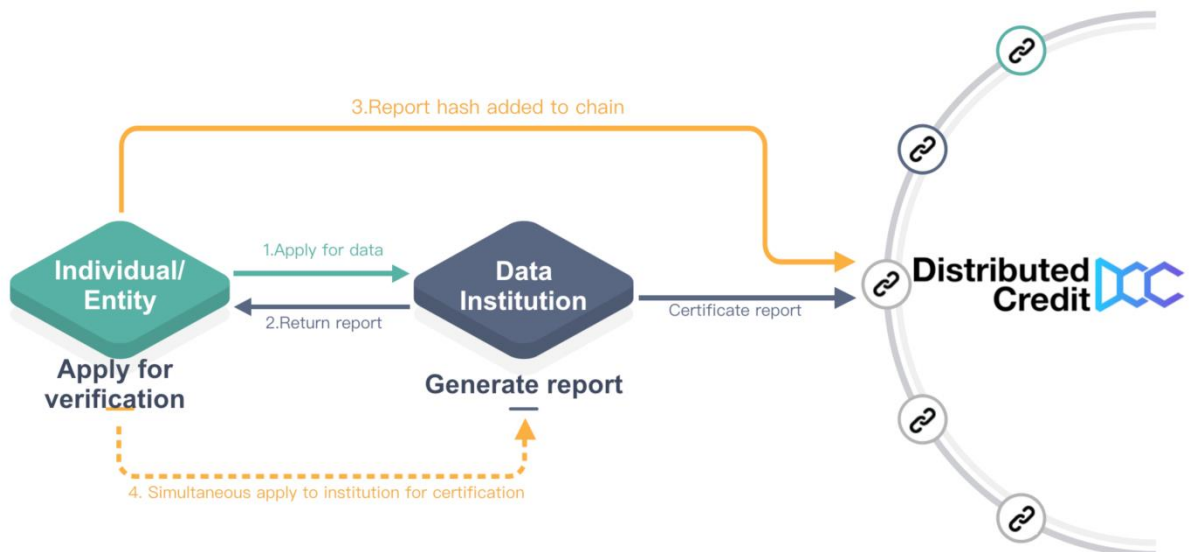 3.Report hash added to chain
1.Apply for data
Individual/
Entity
Data
Institution
Distributed
Credit
DCC
2.Return report
Certificate report
Apply for
verification
Generate report
4. Simultaneous apply to institution for certification